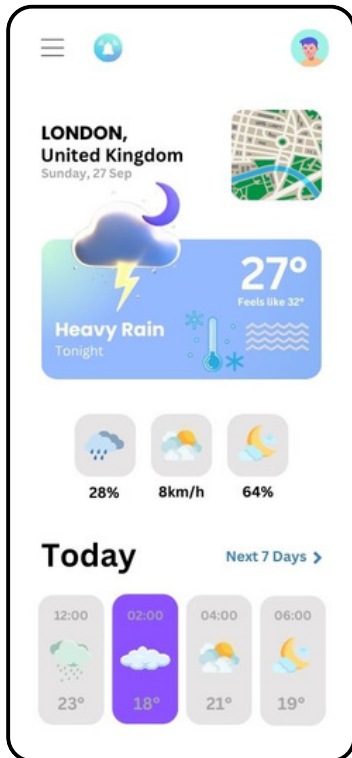 LONDON,
United Kingdom
Sunday, 27 Sep
27°
Feels like 32°
Heavy Rain
Tonight
28%
8km/h
64%
Today
Next 7 Days
12:00
02:00
04:00
06:00
23°
18°
21°
19°